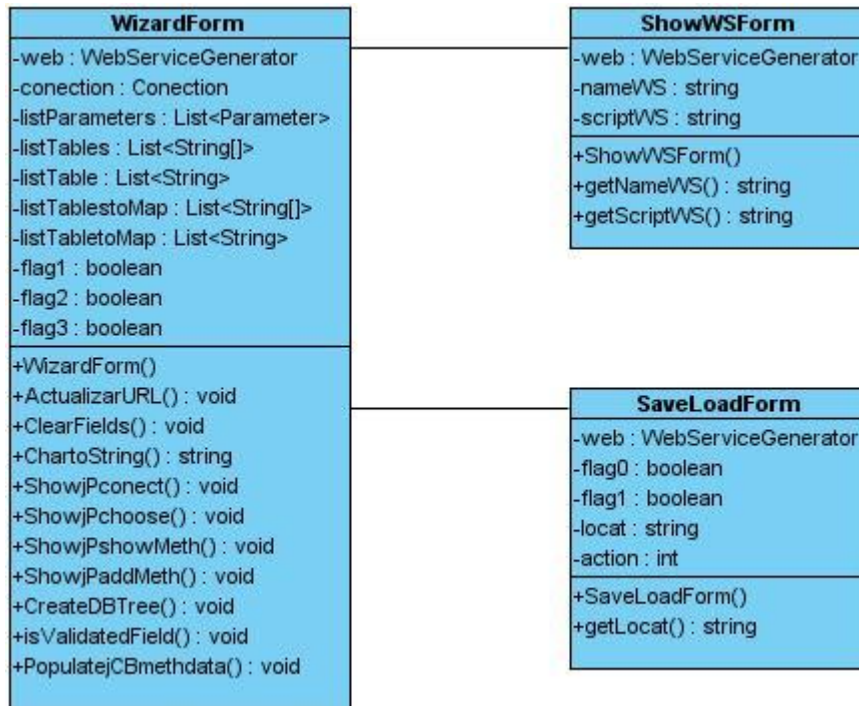 WizardForm
-web : WebServiceGenerator
-conection : Conection
-listParameters : List<Parameter>
-listTables : List<String[]>
-listTable : List<String>
-listTablestoMap : List<String[]>
-listTabletoMap : List<String>
-flag1 : boolean
-flag2 : boolean
-flag3 : boolean
+WizardForm()
+ActualizarURL() : void
+ClearFields() : void
+ChartoString() : string
+ShowjPconect() : void
+ShowjPchoose() : void
+ShowjPshowMeth() : void
+ShowjPaddMeth() : void
+CreateDBTree() : void
+isValidatedField() : void
+PopulatejCBmethdata() : void
ShowWSForm
-web : WebServiceGenerator
-nameWS : string
-scriptWS : string
+ShowWSForm()
+getNameWS() : string
+getScriptWS() : string
SaveLoadForm
-web : WebServiceGenerator
-flag0 : boolean
-flag1 : boolean
-locat : string
-action : int
+SaveLoadForm()
+getLocat() : string